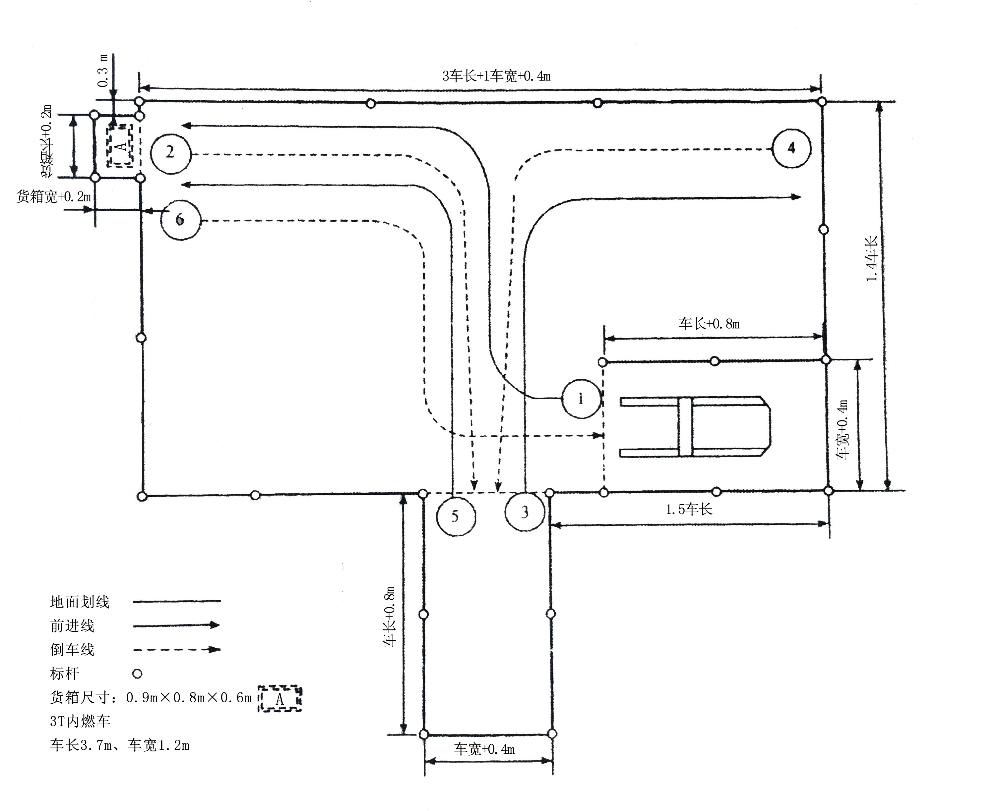 0.3 m
3车长+1车宽+0.4m
货箱长+0.2m
A
2
4
货箱宽+0.2m
6
1.4车长
车长+0.8m
1
车宽+0.4m
5
3
1.5车长
车长+0.8m
车宽+0.4m
地面划线
前进线
倒车线
标杆
货箱尺寸: 0.9m×0.8m×0.6m A
3T内燃车
车长3.7m、车宽1.2m